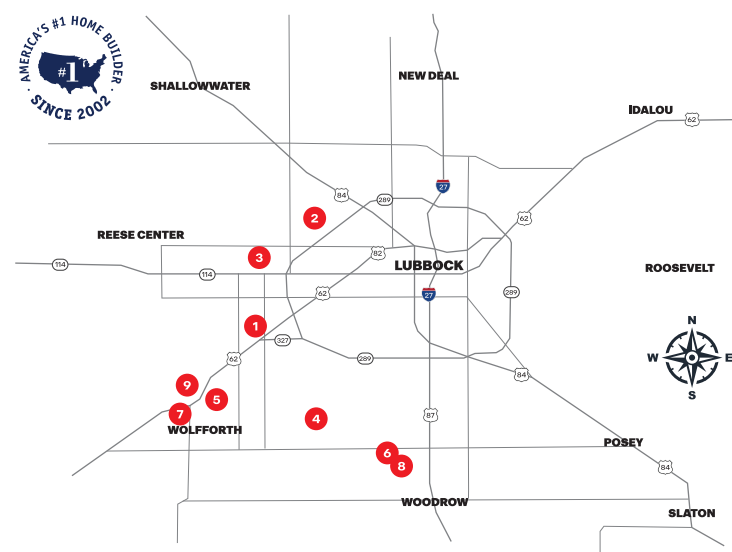 · AMERICA'S #1 HOME BUILDER ·
#1
SINCE 2002
SHALLOWWATER
NEW DEAL
IDALOU
62
84
27
289
2
62
REESE CENTER
82
3
LUBBOCK
114
114
ROOSEVELT
62
27
289
1
327
N
W
E
S
62
289
84
9
5
7
4
87
WOLFFORTH
6
8
POSEY
84
WOODROW
SLATON